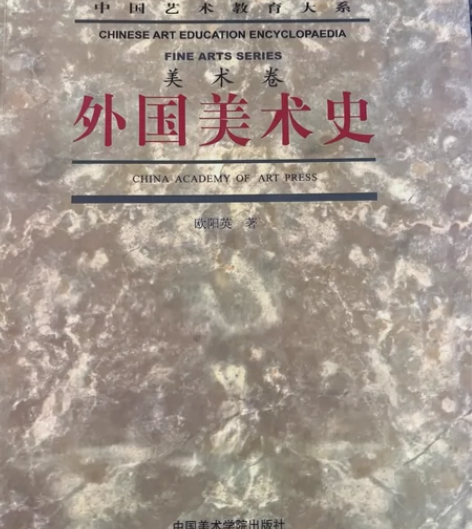 中国艺术教育大系
CHINESE ART EDUCATION ENCYCLOPAEDIA
FINE ARTS SERIES
美术卷
外国美术史
CHINA ACADEMY OF ART PRESS
欧阳英 著
中国美术学院出版社